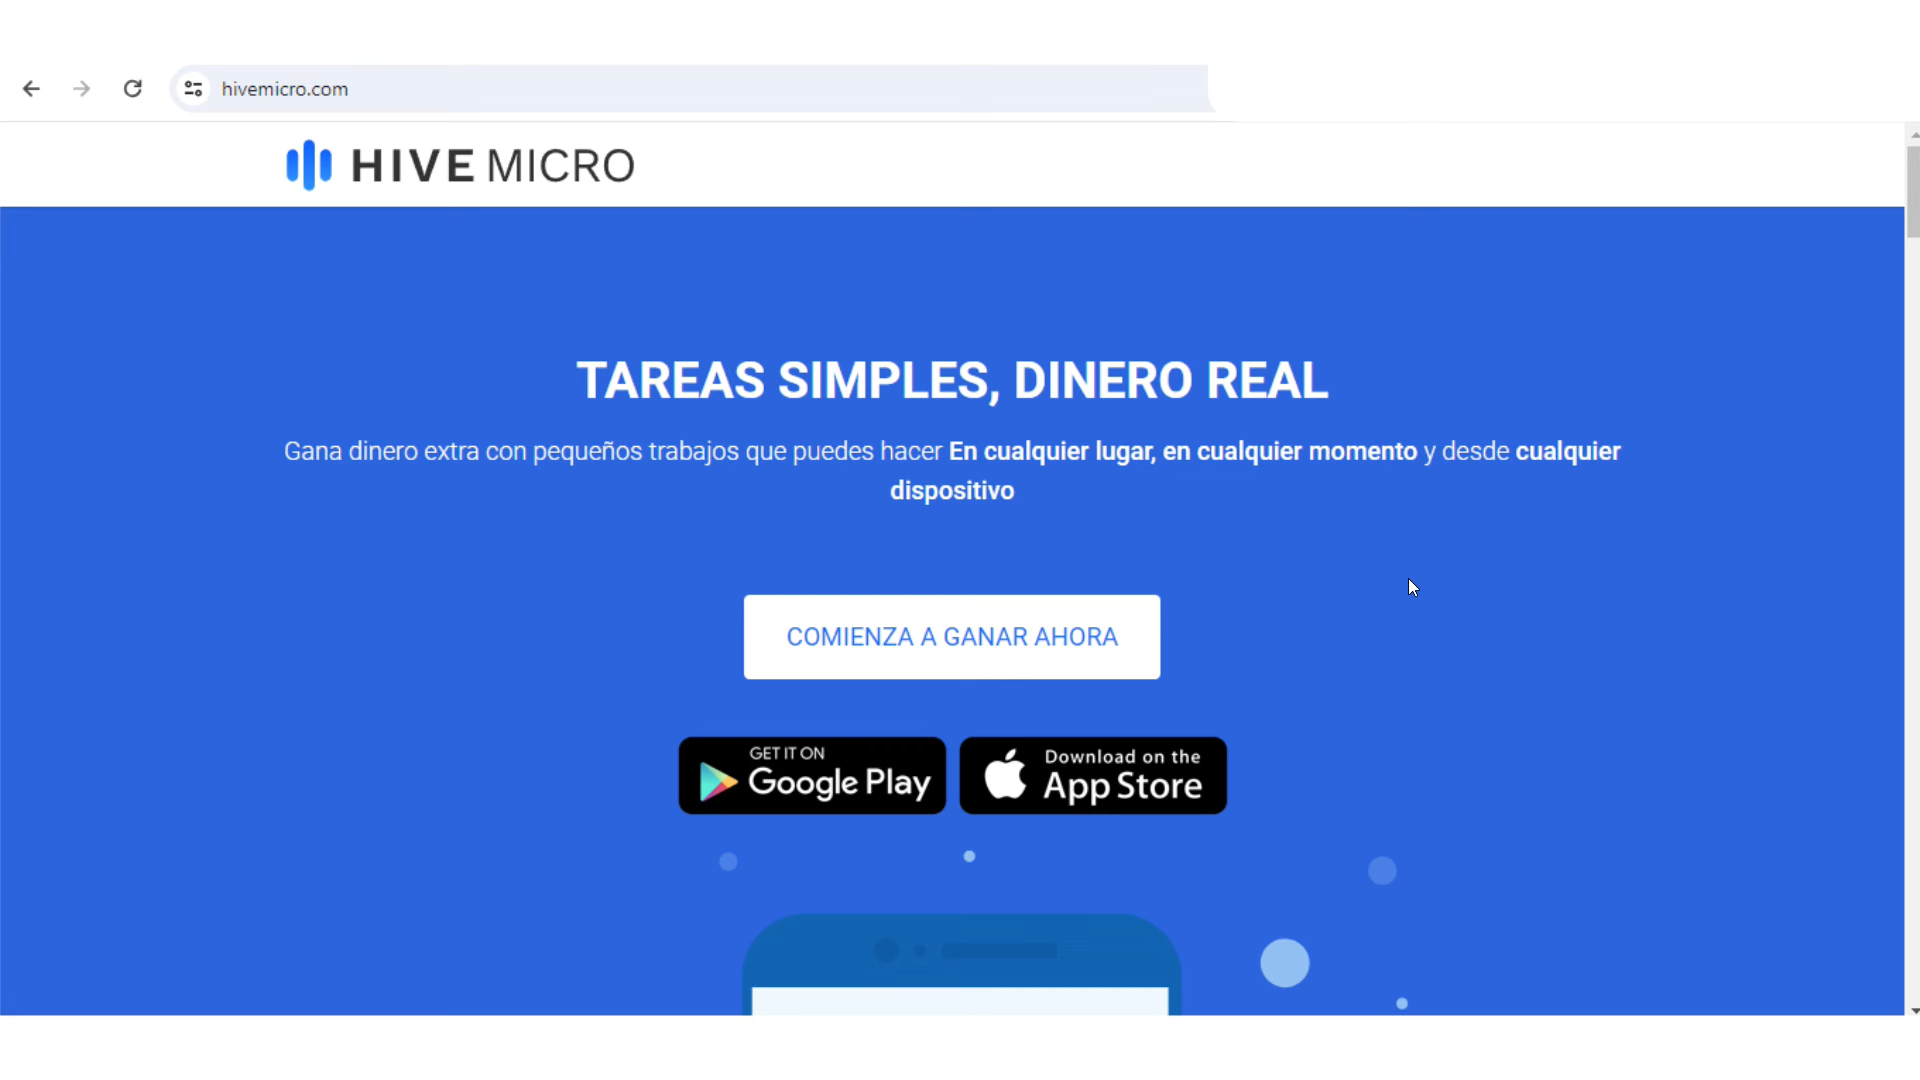 hivemicro.com
HIVE MICRO
TAREAS SIMPLES, DINERO REAL
Gana dinero extra con pequeños trabajos que puedes hacer En cualquier lugar, en cualquier momento y desde cualquier
dispositivo
COMIENZA A GANAR AHORA
GET IT ON
Google Play
Download on the
App Store